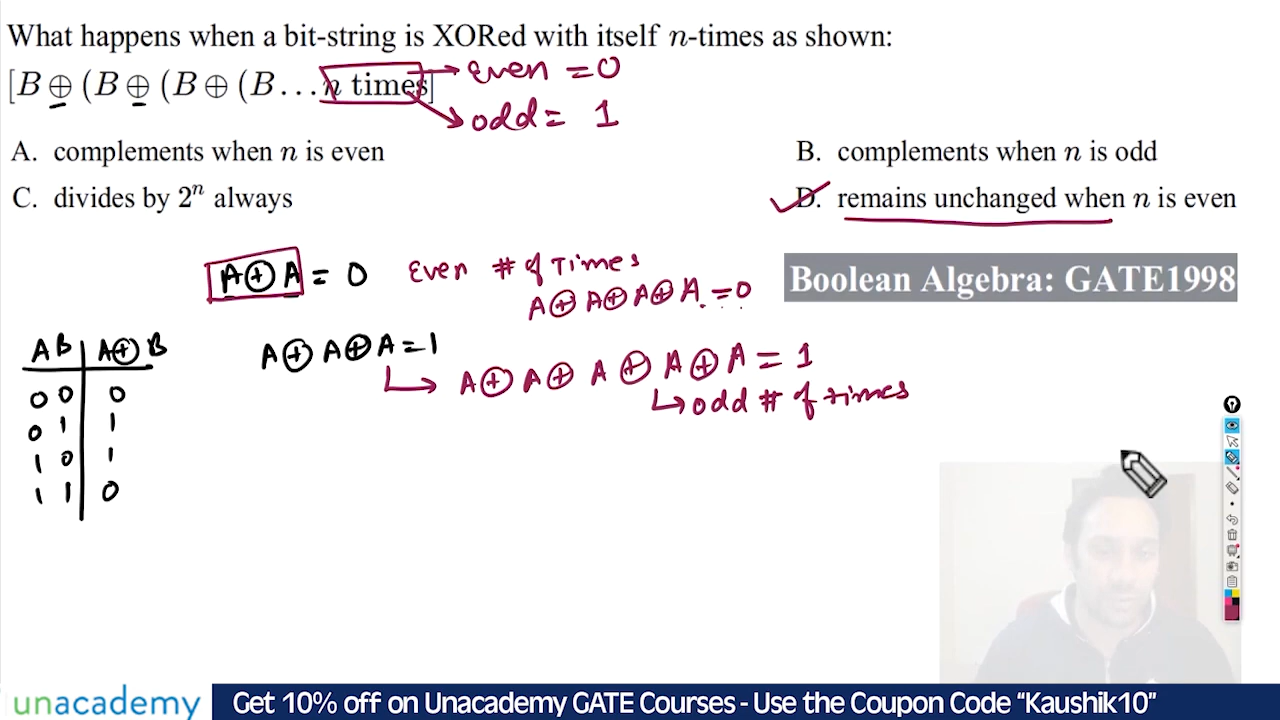 What happens when a bit-string is XORed with itself n-times as shown:
[B ⊕ (B ⊕ (B ⊕ (B … n times]
even = 0
odd = 1
A. complements when n is even
B. complements when n is odd
C. divides by 2ⁿ always
D. remains unchanged when n is even
A ⊕ A = 0
Even # of Times
A ⊕ A ⊕ A ⊕ A = 0
Boolean Algebra: GATE1998
A B | A ⊕ B
0 0 | 0
0 1 | 1
1 0 | 1
1 1 | 0
A ⊕ A ⊕ A = 1
A ⊕ A ⊕ A ⊕ A ⊕ A = 1
odd # of times
unacademy
Get 10% off on Unacademy GATE Courses - Use the Coupon Code “Kaushik10”